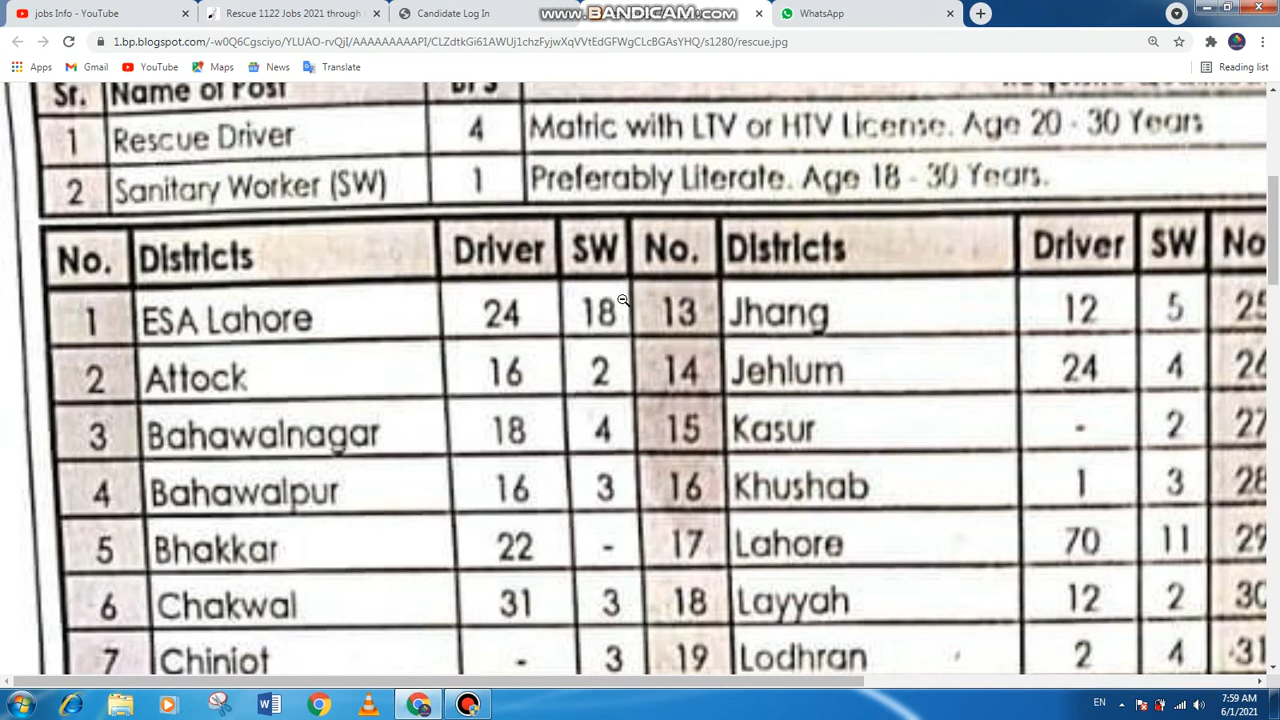 jobs Info - YouTube
Rescue 1122 Jobs 2021 through
Candidate Log In
WWW.BANDICAM.COM
WhatsApp
1.bp.blogspot.com/-w0Q6Cgsciyo/YLUAO-rvQjI/AAAAAAAAAPI/CLZdtkGi61AWUj1chzFyjwXqVVtEdGFWgCLcBGAsYHQ/s1280/rescue.jpg
Apps Gmail YouTube Maps News Translate Reading list
Sr. Name of Post BPS
1 Rescue Driver 4 Matric with LTV or HTV License. Age 20 - 30 Years
2 Sanitary Worker (SW) 1 Preferably Literate. Age 18 - 30 Years.
No. Districts Driver SW No. Districts Driver SW No
1 ESA Lahore 24 18 13 Jhang 12 5 25
2 Attock 16 2 14 Jehlum 24 4 26
3 Bahawalnagar 18 4 15 Kasur - 2 27
4 Bahawalpur 16 3 16 Khushab 1 3 28
5 Bhakkar 22 - 17 Lahore 70 11 29
6 Chakwal 31 3 18 Layyah 12 2 30
7 Chiniot - 3 19 Lodhran 2 4 31
EN 7:59 AM
6/1/2021